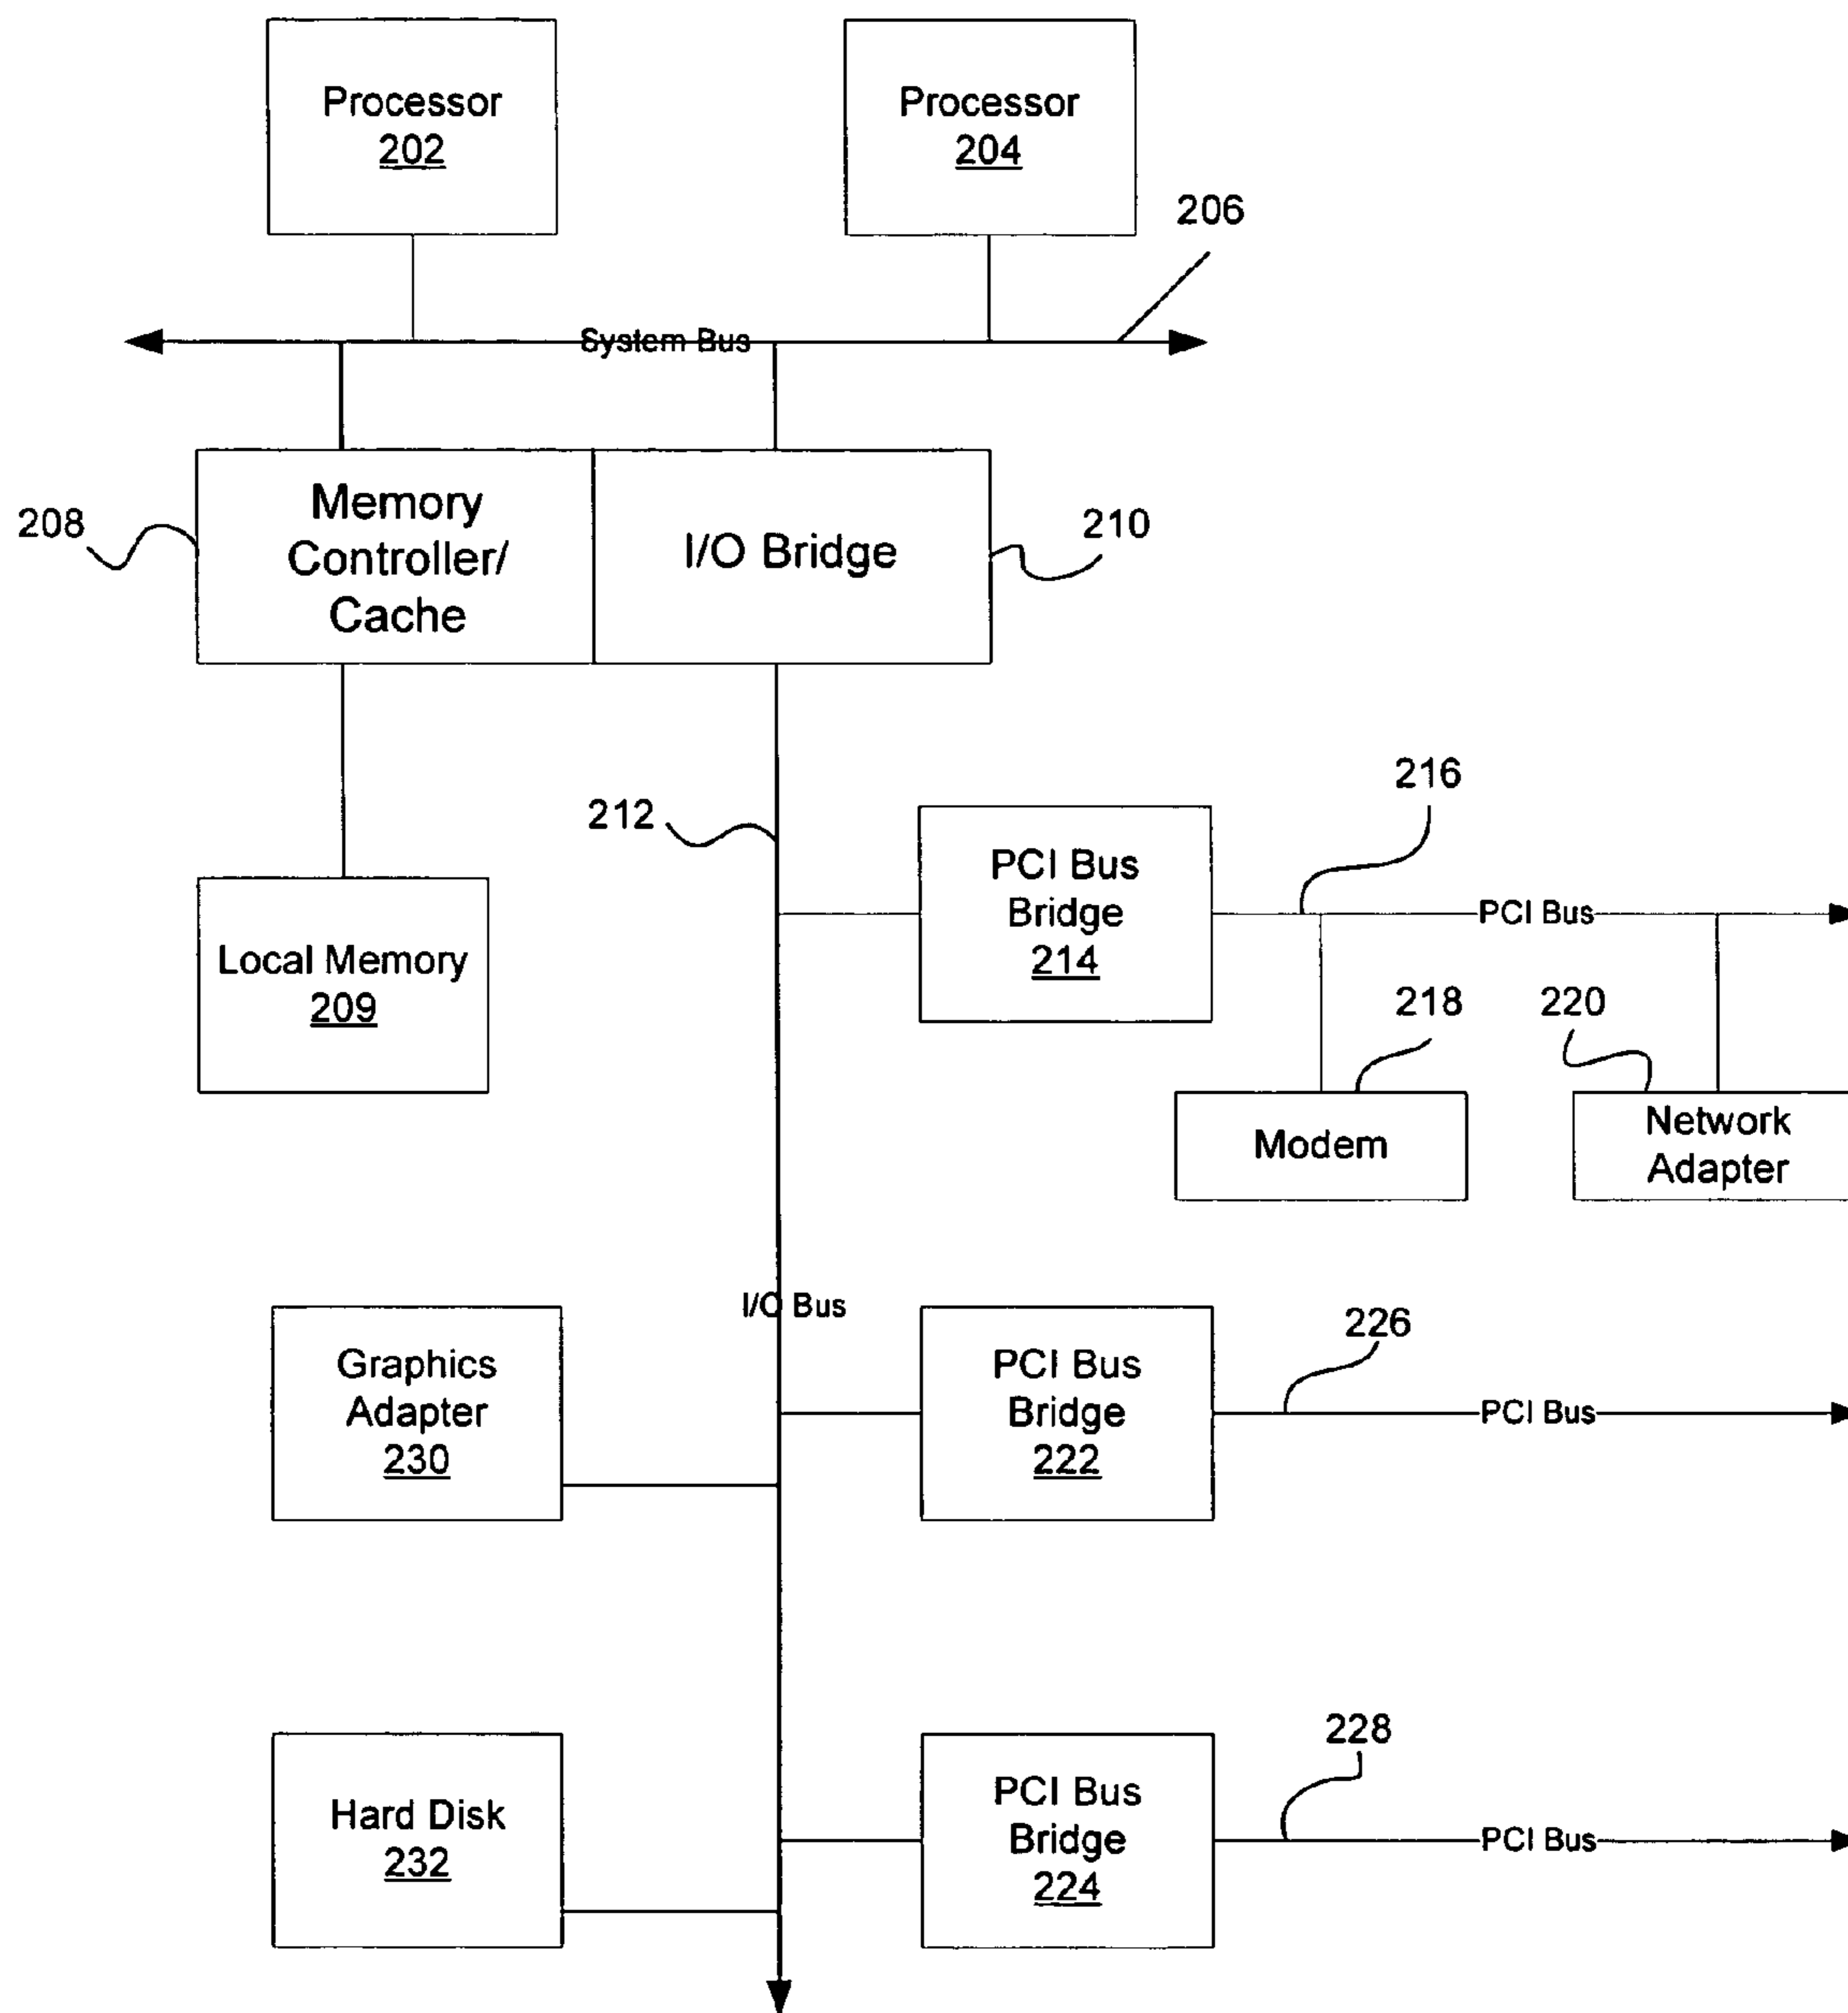 Processor
202
Processor
204
206
System Bus
208
Memory
Controller/
Cache
I/O Bridge
210
212
216
PCI Bus
Bridge
214
PCI Bus
Local Memory
209
218
220
Modem
Network
Adapter
I/O Bus
Graphics
Adapter
230
PCI Bus
Bridge
222
226
PCI Bus
Hard Disk
232
PCI Bus
Bridge
224
228
PCI Bus